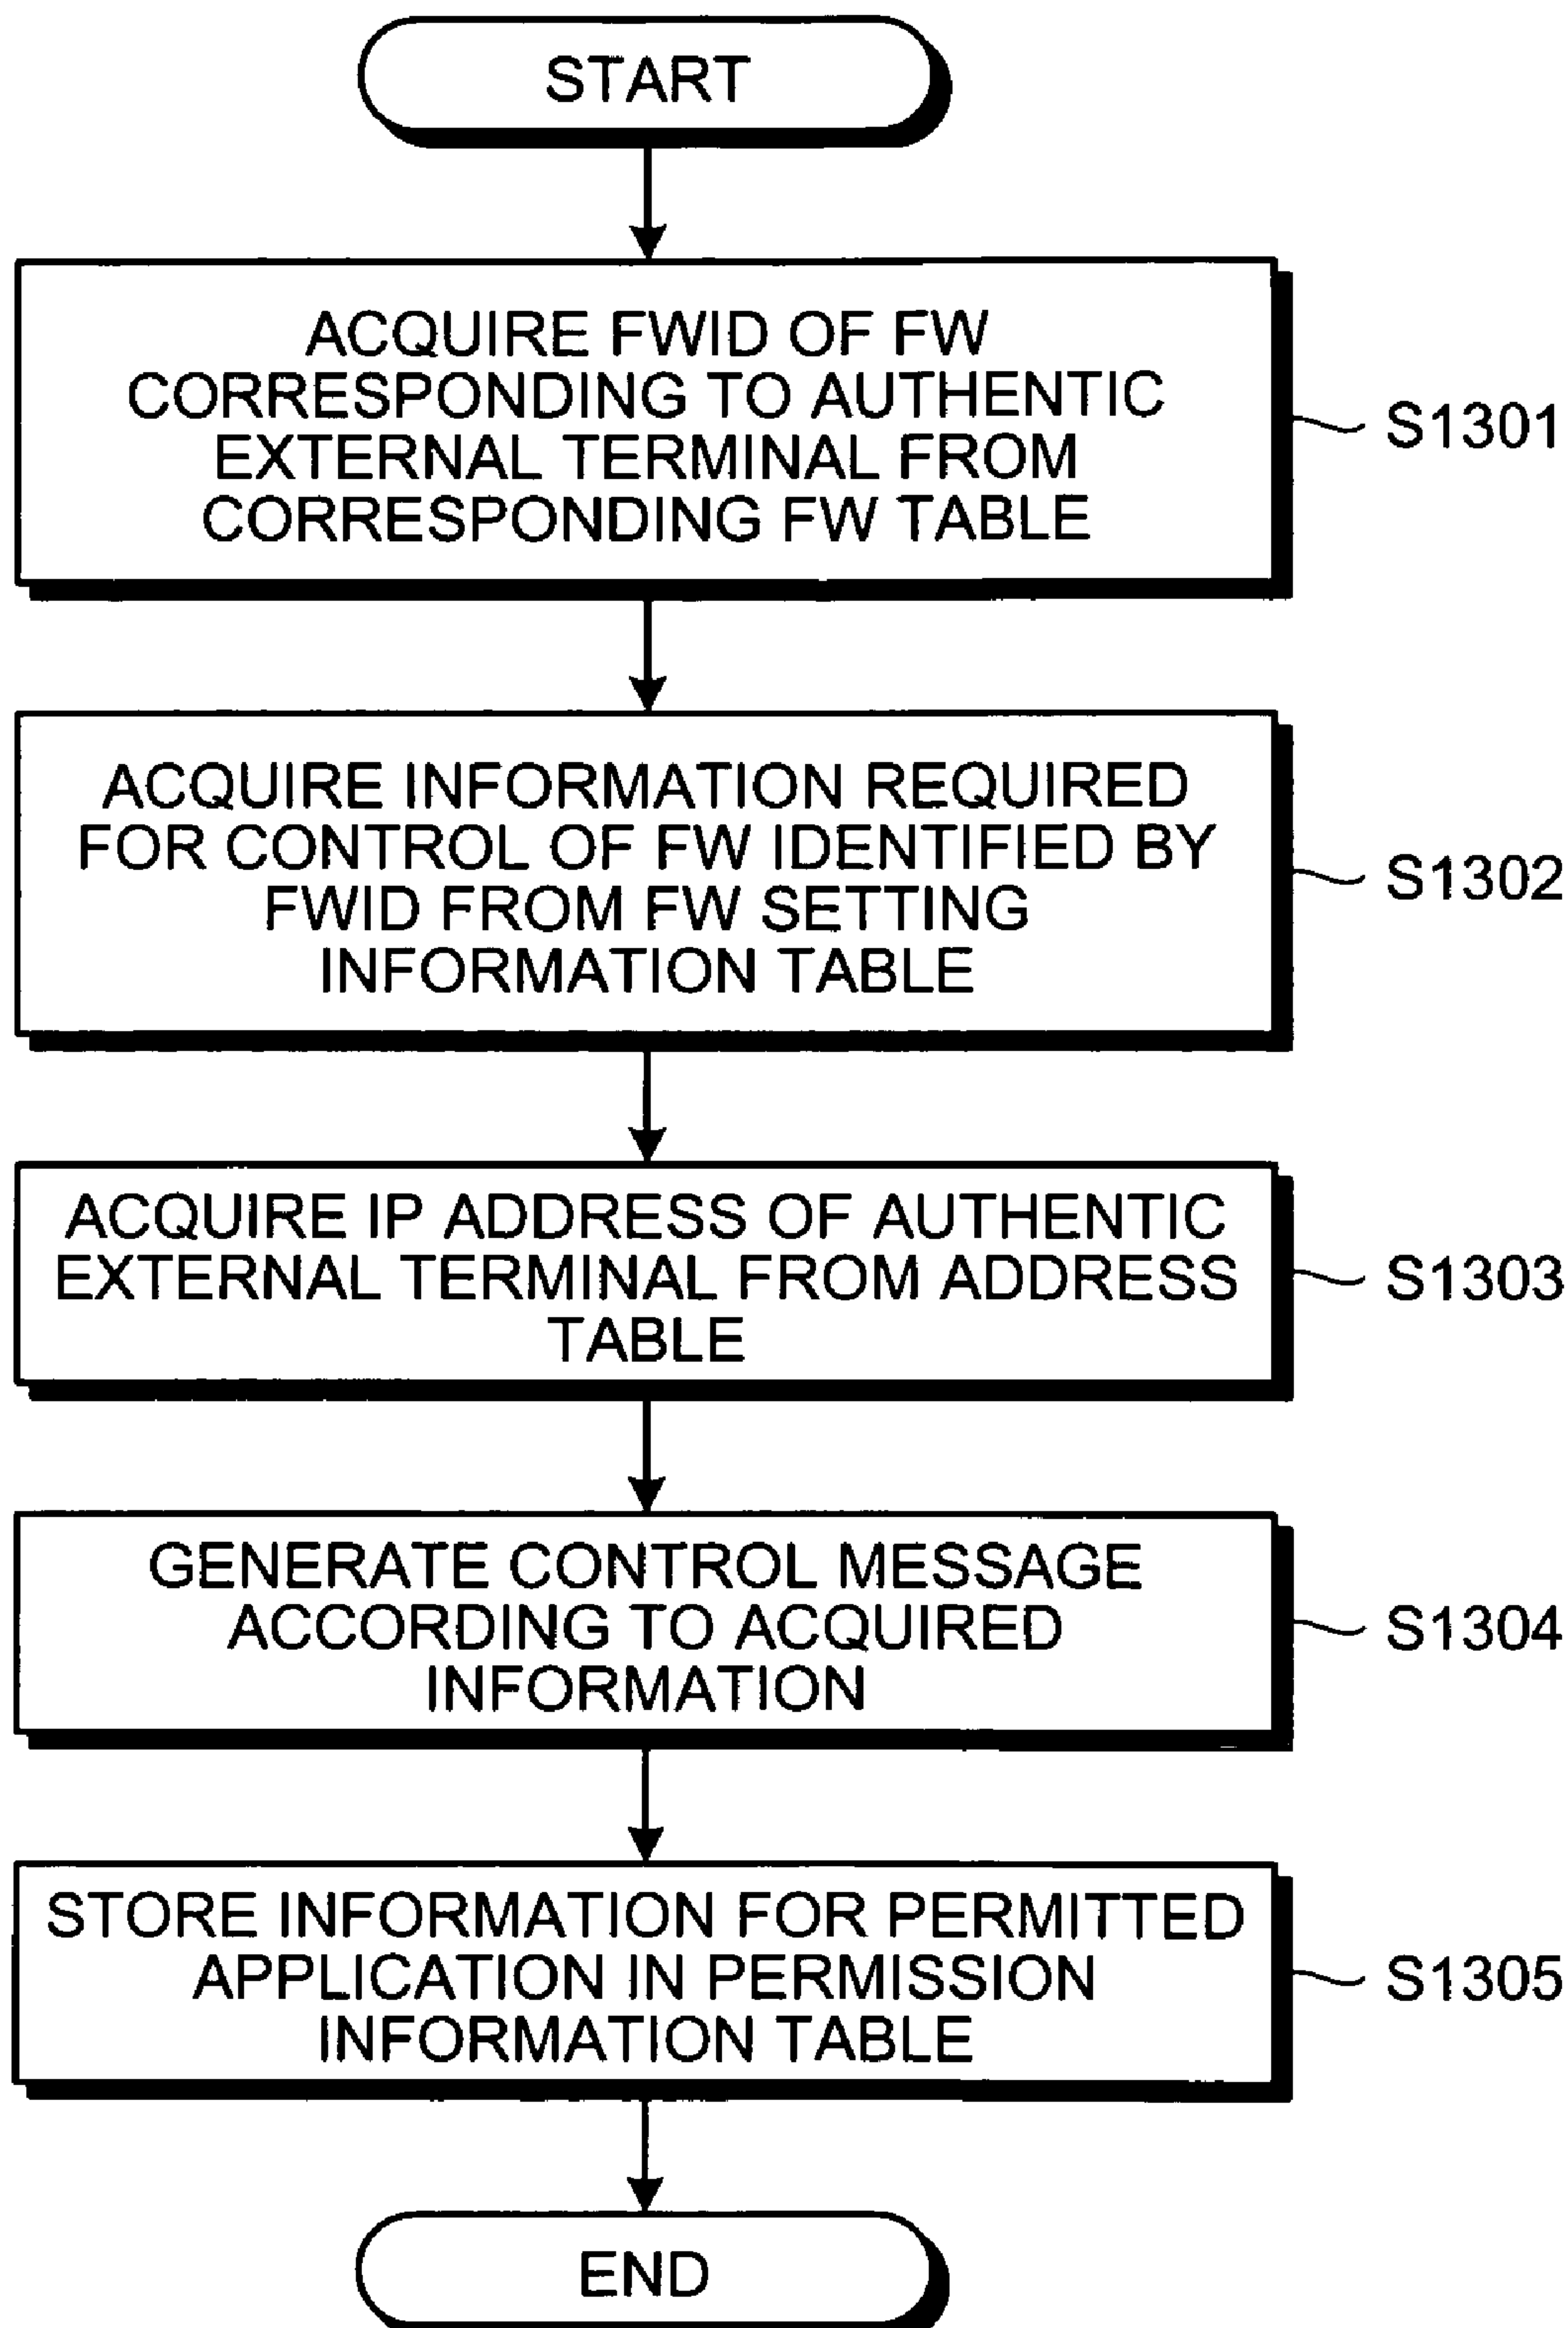 START
ACQUIRE FWID OF FW
CORRESPONDING TO AUTHENTIC
EXTERNAL TERMINAL FROM
CORRESPONDING FW TABLE
S1301
ACQUIRE INFORMATION REQUIRED
FOR CONTROL OF FW IDENTIFIED BY
FWID FROM FW SETTING
INFORMATION TABLE
S1302
ACQUIRE IP ADDRESS OF AUTHENTIC
EXTERNAL TERMINAL FROM ADDRESS
TABLE
S1303
GENERATE CONTROL MESSAGE
ACCORDING TO ACQUIRED
INFORMATION
S1304
STORE INFORMATION FOR PERMITTED
APPLICATION IN PERMISSION
INFORMATION TABLE
S1305
END